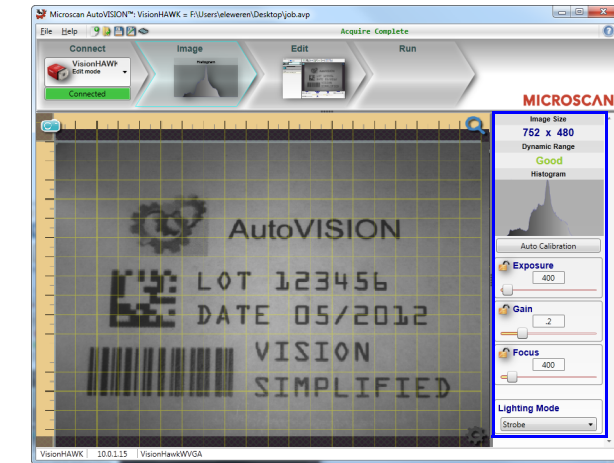 Microscan AutoVISION™: VisionHAWK = F:\Users\eleweren\Desktop\job.avp
File Help Acquire Complete
Connect Image Edit Run
VisionHAWK
Edit mode
Connected
histogram
MICROSCAN
Image Size
752 x 480
Dynamic Range
Good
Histogram
Auto Calibration
Exposure
400
Gain
.2
Focus
400
Lighting Mode
Strobe
AutoVISION
LOT 123456
DATE 05/2012
VISION
SIMPLIFIED
VisionHAWK 10.0.1.15 VisionHawkWVGA